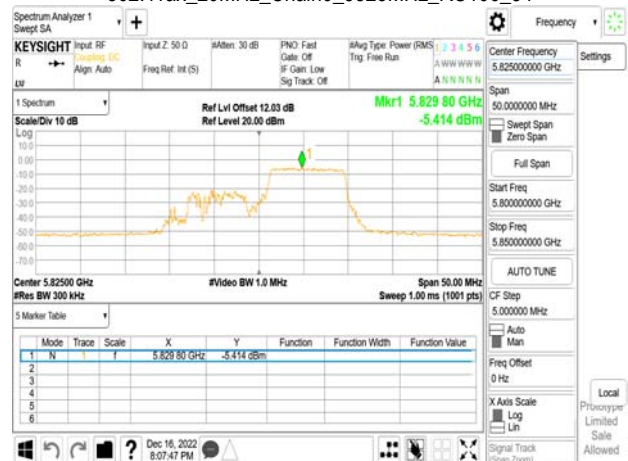 Spectrum Analyzer 1
Swept SA
Frequency
Settings
KEYSIGHT
R
Input: RF
Coupling: DC
Align: Auto
Input Z: 50 Ω
Freq Ref: Int (S)
#Atten: 30 dB
PNO: Fast
Gate: Off
IF Gain: Low
Sig Track: Off
#Avg Type: Power (RMS
Trig: Free Run
1 2 3 4 5 6
A W W W W W
A N N N N N
1 Spectrum
Scale/Div 10 dB
Ref Lvl Offset 12.03 dB
Ref Level 20.00 dBm
Mkr1 5.829 80 GHz
-5.414 dBm
Log
10.0
0.00
-10.0
-20.0
-30.0
-40.0
-50.0
-60.0
-70.0
1
Center 5.82500 GHz
#Res BW 300 kHz
#Video BW 1.0 MHz
Span 50.00 MHz
Sweep 1.00 ms (1001 pts)
5 Marker Table
Mode Trace Scale X Y Function Function Width Function Value
1 N 1 f 5.829 80 GHz -5.414 dBm
2
3
4
5
6
Center Frequency
5.825000000 GHz
Span
50.0000000 MHz
Swept Span
Zero Span
Full Span
Start Freq
5.800000000 GHz
Stop Freq
5.850000000 GHz
AUTO TUNE
CF Step
5.000000 MHz
Auto
Man
Freq Offset
0 Hz
X Axis Scale
Log
Lin
Signal Track
(Span Zoom)
Local
Prototype
Limited
Sale
Allowed
Dec 16, 2022
8:07:47 PM